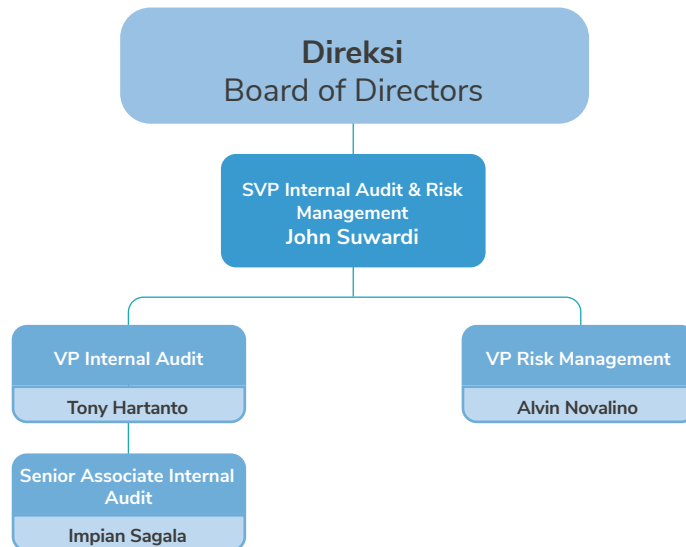 Direksi
Board of Directors
SVP Internal Audit & Risk
Management
John Suwardi
VP Internal Audit
Tony Hartanto
VP Risk Management
Alvin Novalino
Senior Associate Internal
Audit
Impian Sagala